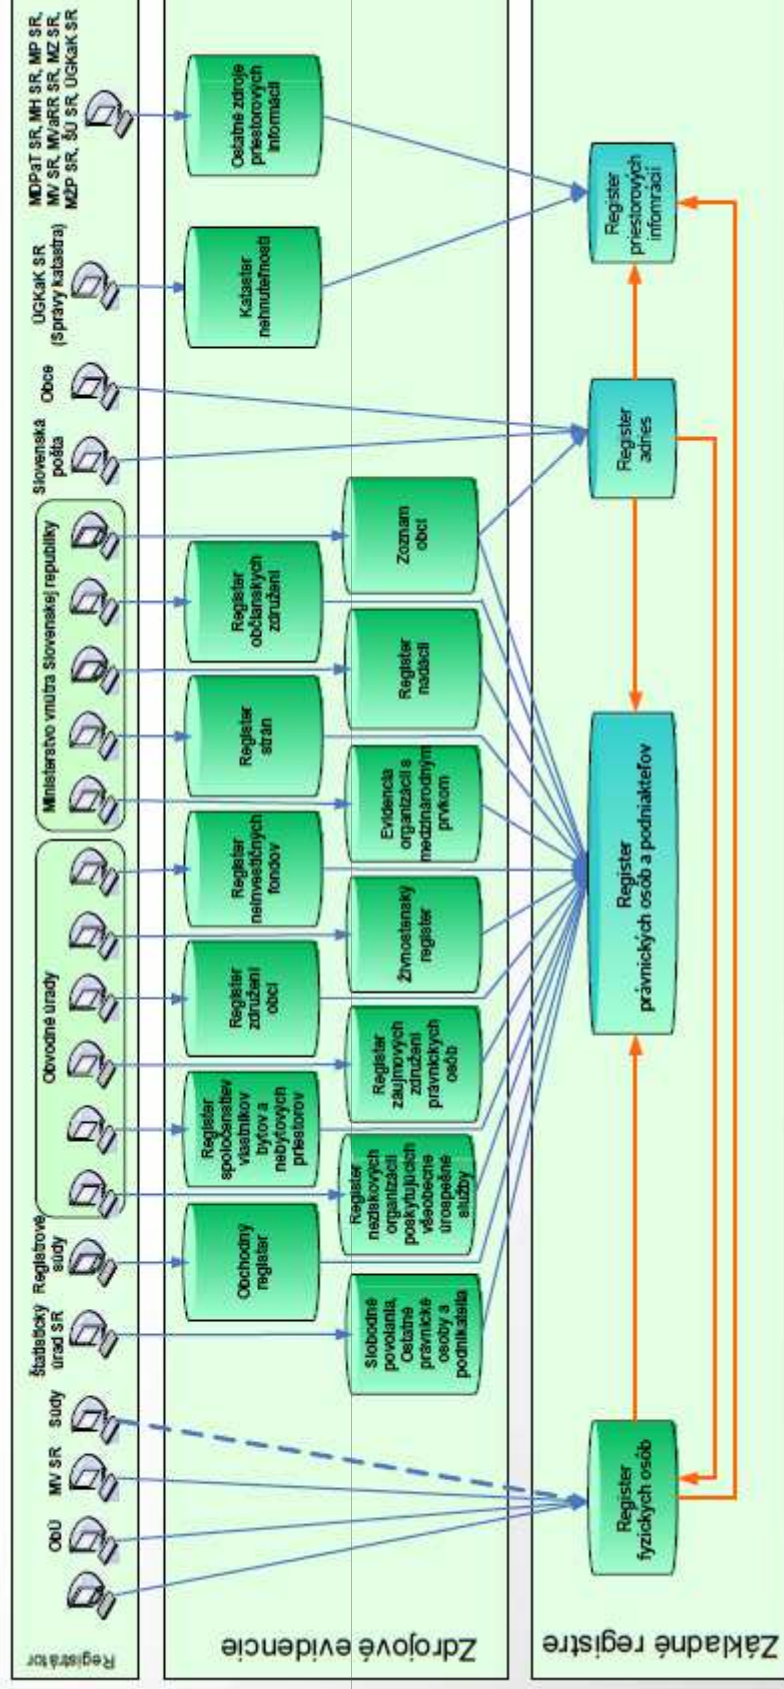 Registrátor
ObÚ
MV SR
Súdy
Štatistický
úrad SR
Registrové
súdy
Obvodné úrady
Ministerstvo vnútra Slovenskej republiky
Slovenská
pošta
Obce
ÚGKaK SR
(Správy katastra)
MDPaT SR, MH SR, MP SR,
MV SR, MVaRR SR, MZ SR,
MŽP SR, ŠÚ SR, ÚGKaK SR
Zdrojové evidencie
Obchodný
register
Register
spoločenstiev
vlastníkov
bytov a
nebytových
priestorov
Register
združení
obcí
Register
neinvestičných
fondov
Register
strán
Register
občianskych
združení
Kataster
nehnuteľností
Ostatné zdroje
priestorových
informácií
Slobodné
povolania,
Ostatné
právnické
osoby a
podnikatelia
Register
neziskových
organizácií
poskytujúcich
všeobecne
úrospešné
služby
Register
záujmových
združení
právnických
osôb
Živnostenský
register
Evidencia
organizácií s
medzinárodným
prvkom
Register
nadácií
Zoznam
obcí
Základné registre
Register
fyzických osôb
Register
právnických osôb a podniakteľov
Register
adries
Register
priestorových
infomrácií